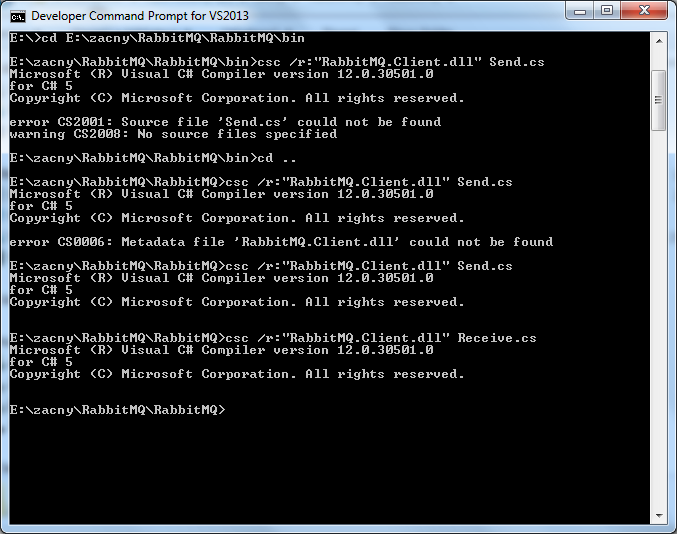 Developer Command Prompt for VS2013
E:\>cd E:\zacny\RabbitMQ\RabbitMQ\bin
E:\zacny\RabbitMQ\RabbitMQ\bin>csc /r:"RabbitMQ.Client.dll" Send.cs
Microsoft (R) Visual C# Compiler version 12.0.30501.0
for C# 5
Copyright (C) Microsoft Corporation. All rights reserved.
error CS2001: Source file 'Send.cs' could not be found
warning CS2008: No source files specified
E:\zacny\RabbitMQ\RabbitMQ\bin>cd ..
E:\zacny\RabbitMQ\RabbitMQ>csc /r:"RabbitMQ.Client.dll" Send.cs
Microsoft (R) Visual C# Compiler version 12.0.30501.0
for C# 5
Copyright (C) Microsoft Corporation. All rights reserved.
error CS0006: Metadata file 'RabbitMQ.Client.dll' could not be found
E:\zacny\RabbitMQ\RabbitMQ>csc /r:"RabbitMQ.Client.dll" Send.cs
Microsoft (R) Visual C# Compiler version 12.0.30501.0
for C# 5
Copyright (C) Microsoft Corporation. All rights reserved.
E:\zacny\RabbitMQ\RabbitMQ>csc /r:"RabbitMQ.Client.dll" Receive.cs
Microsoft (R) Visual C# Compiler version 12.0.30501.0
for C# 5
Copyright (C) Microsoft Corporation. All rights reserved.
E:\zacny\RabbitMQ\RabbitMQ>